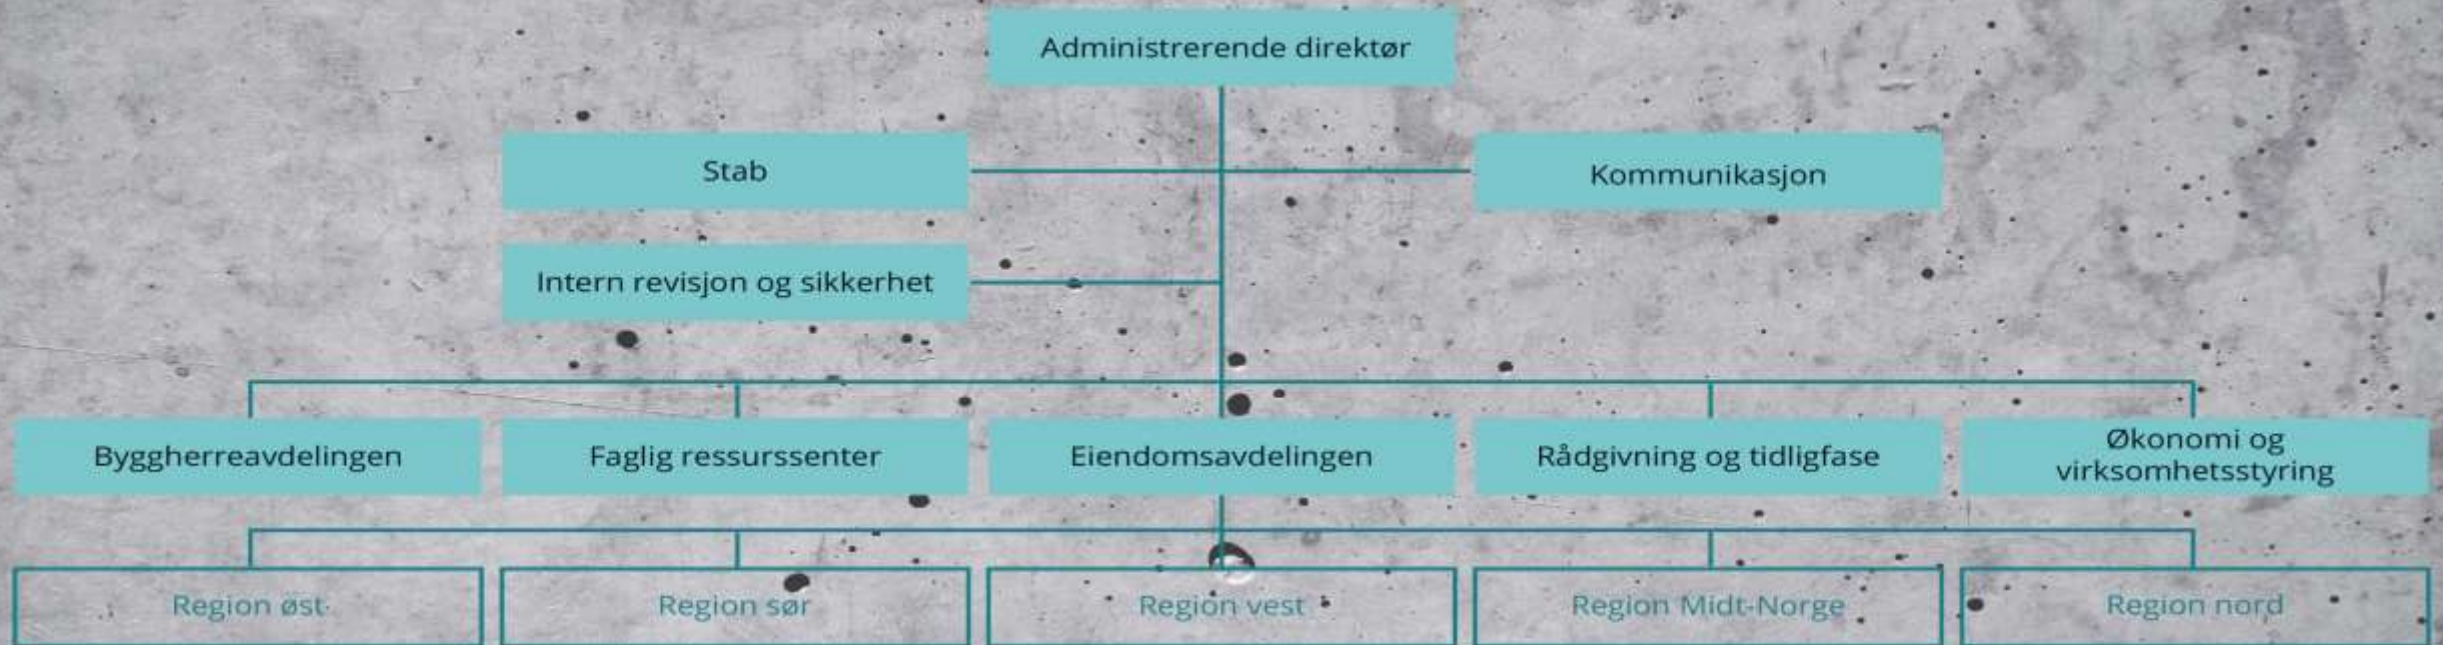 Administrerende direktør
Stab
Kommunikasjon
Intern revisjon og sikkerhet
Byggherreavdelingen
Faglig ressurssenter
Eiendomsavdelingen
Rådgivning og tidligfase
Økonomi og
virksomhetsstyring
Region øst
Region sør
Region vest
Region Midt-Norge
Region nord